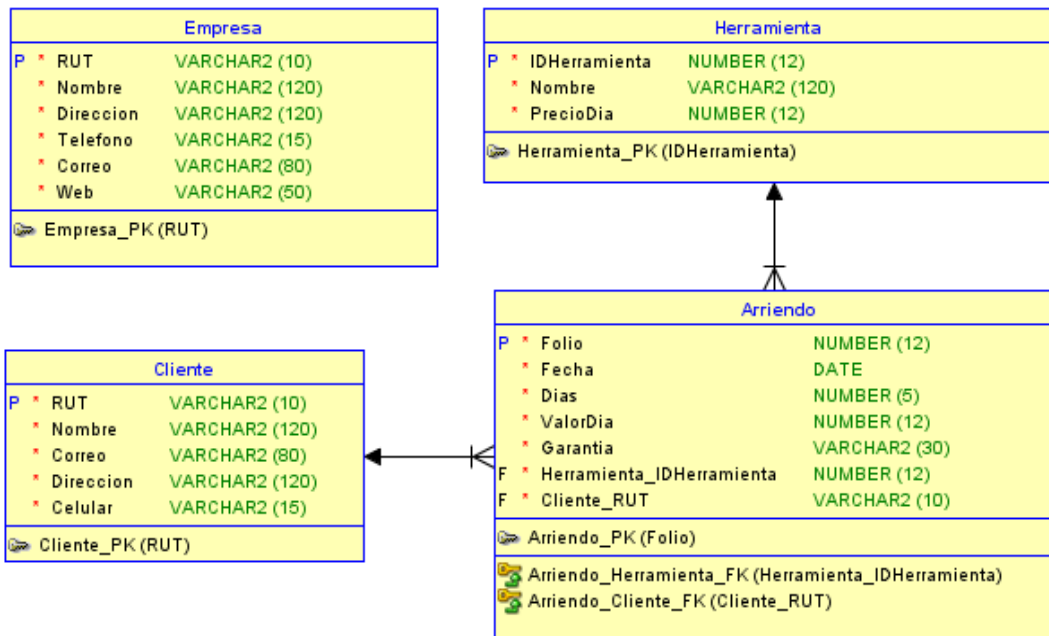 Empresa
P * RUT VARCHAR2 (10)
* Nombre VARCHAR2 (120)
* Direccion VARCHAR2 (120)
* Telefono VARCHAR2 (15)
* Correo VARCHAR2 (80)
* Web VARCHAR2 (50)
Empresa_PK (RUT)
Herramienta
P * IDHerramienta NUMBER (12)
* Nombre VARCHAR2 (120)
* PrecioDia NUMBER (12)
Herramienta_PK (IDHerramienta)
Cliente
P * RUT VARCHAR2 (10)
* Nombre VARCHAR2 (120)
* Correo VARCHAR2 (80)
* Direccion VARCHAR2 (120)
* Celular VARCHAR2 (15)
Cliente_PK (RUT)
Arriendo
P * Folio NUMBER (12)
* Fecha DATE
* Dias NUMBER (5)
* ValorDia NUMBER (12)
* Garantia VARCHAR2 (30)
F * Herramienta_IDHerramienta NUMBER (12)
F * Cliente_RUT VARCHAR2 (10)
Arriendo_PK (Folio)
Arriendo_Herramienta_FK (Herramienta_IDHerramienta)
Arriendo_Cliente_FK (Cliente_RUT)